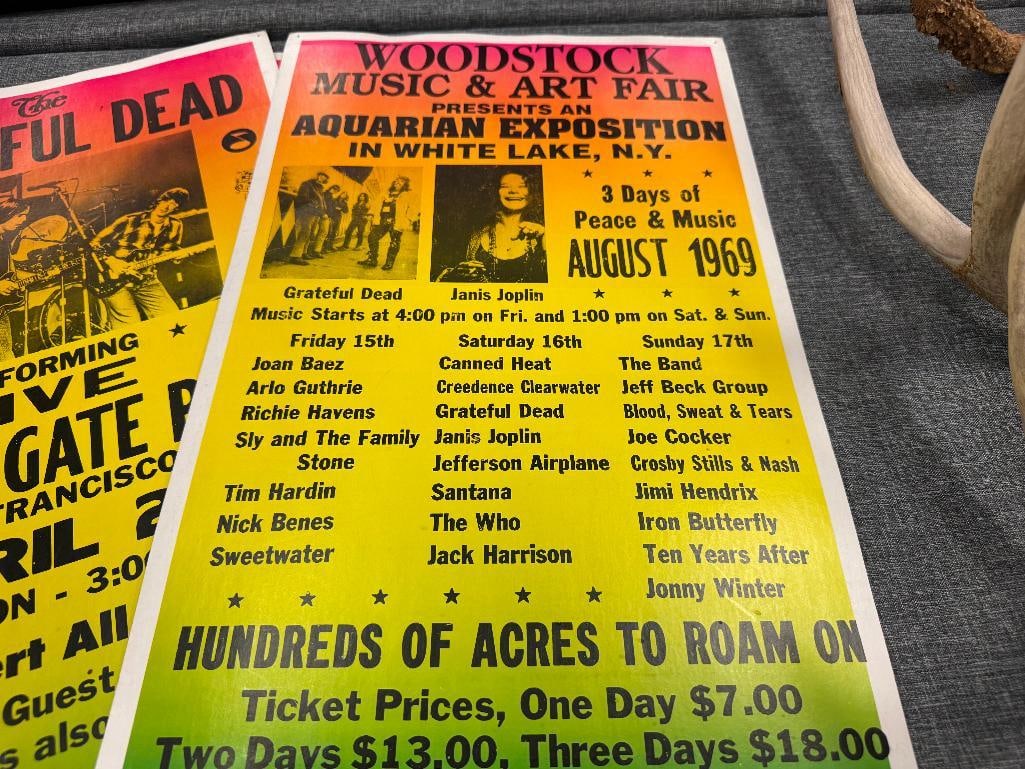 The
FUL DEAD
FORMING
IVE
GATE P
FRANCISCO
RIL 2
ON - 3:00
ert All
Guest
s also
WOODSTOCK
MUSIC & ART FAIR
PRESENTS AN
AQUARIAN EXPOSITION
IN WHITE LAKE, N.Y.
3 Days of
Peace & Music
AUGUST 1969
Grateful Dead Janis Joplin
Music Starts at 4:00 pm on Fri. and 1:00 pm on Sat. & Sun.
Friday 15th
Joan Baez
Arlo Guthrie
Richie Havens
Sly and The Family
Stone
Tim Hardin
Nick Benes
Sweetwater
Saturday 16th
Canned Heat
Creedence Clearwater
Grateful Dead
Janis Joplin
Jefferson Airplane
Santana
The Who
Jack Harrison
Sunday 17th
The Band
Jeff Beck Group
Blood, Sweat & Tears
Joe Cocker
Crosby Stills & Nash
Jimi Hendrix
Iron Butterfly
Ten Years After
Jonny Winter
HUNDREDS OF ACRES TO ROAM ON
Ticket Prices, One Day $7.00
Two Days $13.00, Three Days $18.00